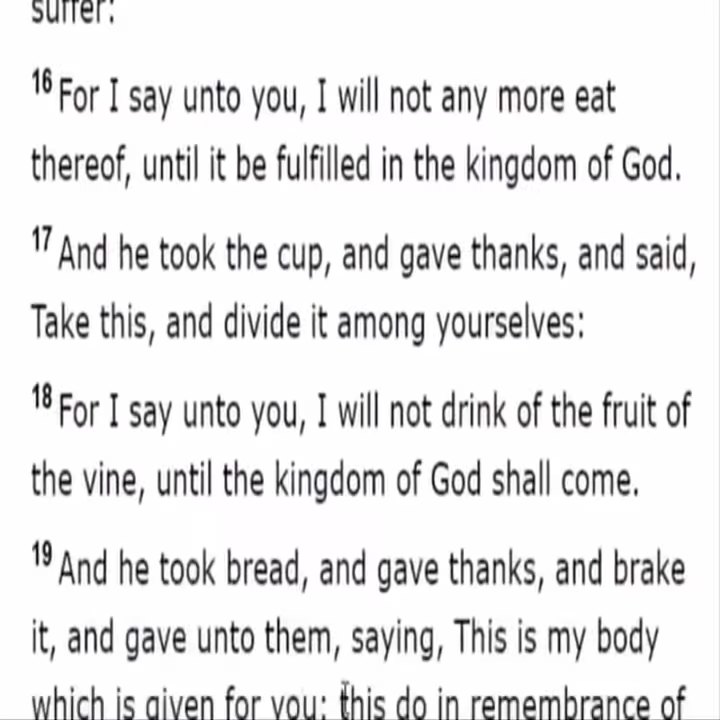 suffer:
16 For I say unto you, I will not any more eat
thereof, until it be fulfilled in the kingdom of God.
17 And he took the cup, and gave thanks, and said,
Take this, and divide it among yourselves:
18 For I say unto you, I will not drink of the fruit of
the vine, until the kingdom of God shall come.
19 And he took bread, and gave thanks, and brake
it, and gave unto them, saying, This is my body
which is given for you: this do in remembrance of